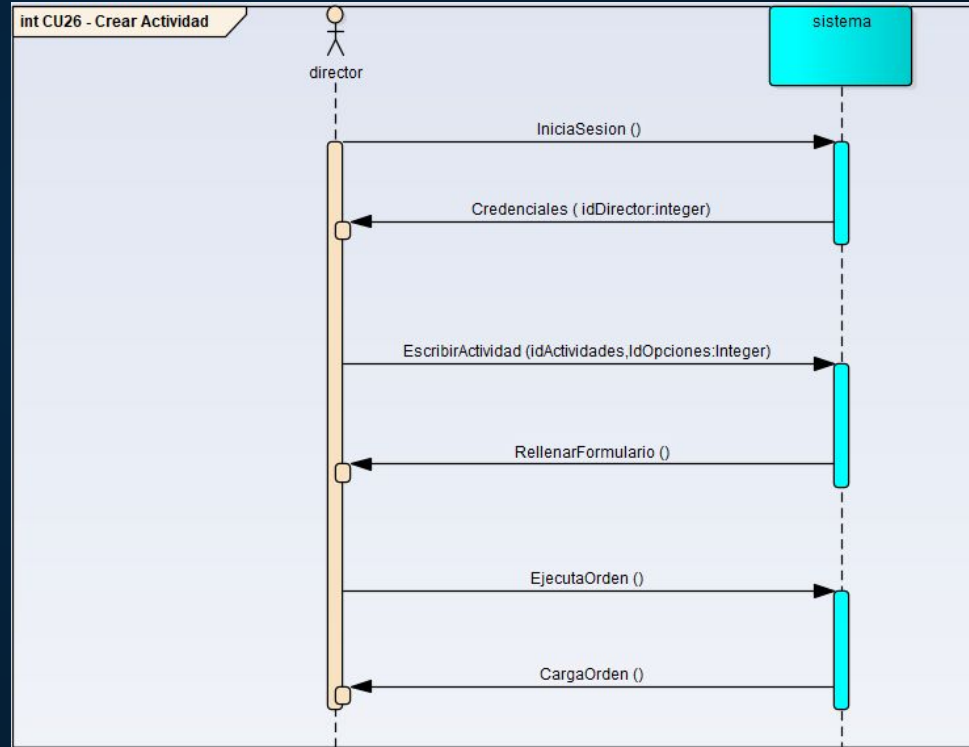 int CU26 - Crear Actividad
director
sistema
IniciaSesion ()
Credenciales ( idDirector:integer)
EscribirActividad (idActividades,IdOpciones:Integer)
RellenarFormulario ()
EjecutaOrden ()
CargaOrden ()